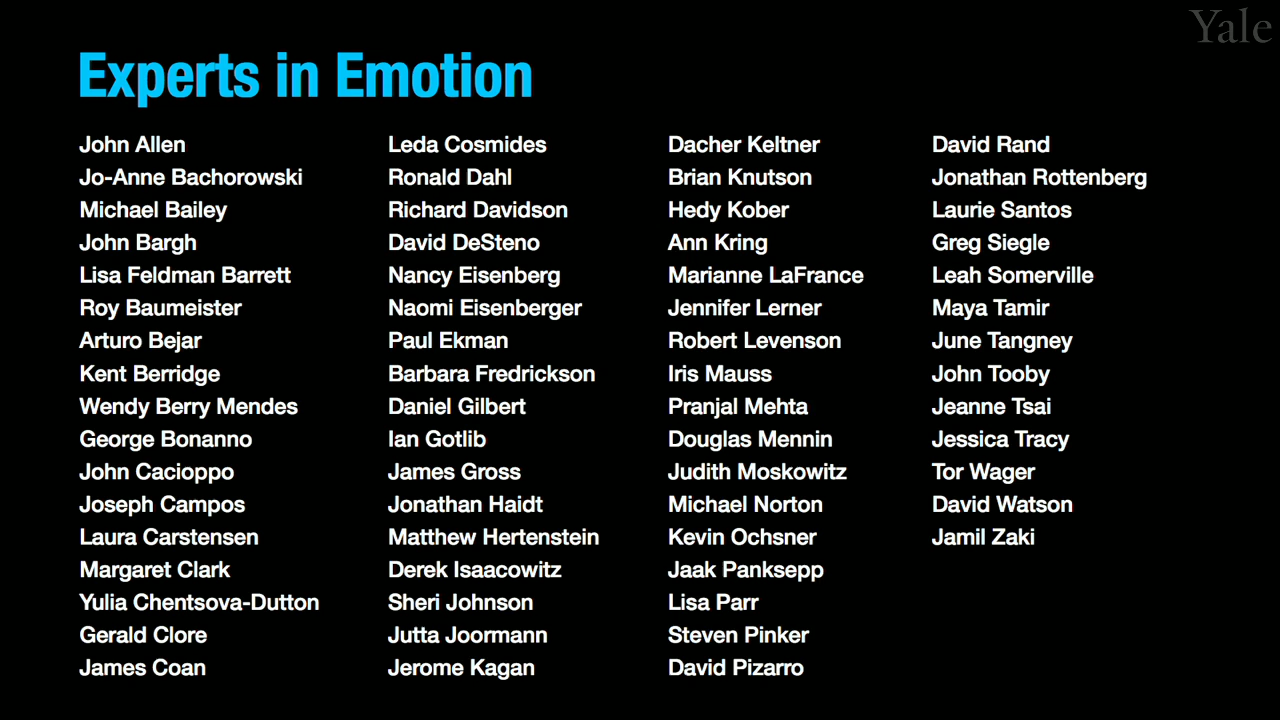 Yale
Experts in Emotion
John Allen
Jo-Anne Bachorowski
Michael Bailey
John Bargh
Lisa Feldman Barrett
Roy Baumeister
Arturo Bejar
Kent Berridge
Wendy Berry Mendes
George Bonanno
John Cacioppo
Joseph Campos
Laura Carstensen
Margaret Clark
Yulia Chentsova-Dutton
Gerald Clore
James Coan
Leda Cosmides
Ronald Dahl
Richard Davidson
David DeSteno
Nancy Eisenberg
Naomi Eisenberger
Paul Ekman
Barbara Fredrickson
Daniel Gilbert
Ian Gotlib
James Gross
Jonathan Haidt
Matthew Hertenstein
Derek Isaacowitz
Sheri Johnson
Jutta Joormann
Jerome Kagan
Dacher Keltner
Brian Knutson
Hedy Kober
Ann Kring
Marianne LaFrance
Jennifer Lerner
Robert Levenson
Iris Mauss
Pranjal Mehta
Douglas Mennin
Judith Moskowitz
Michael Norton
Kevin Ochsner
Jaak Panksepp
Lisa Parr
Steven Pinker
David Pizarro
David Rand
Jonathan Rottenberg
Laurie Santos
Greg Siegle
Leah Somerville
Maya Tamir
June Tangney
John Tooby
Jeanne Tsai
Jessica Tracy
Tor Wager
David Watson
Jamil Zaki